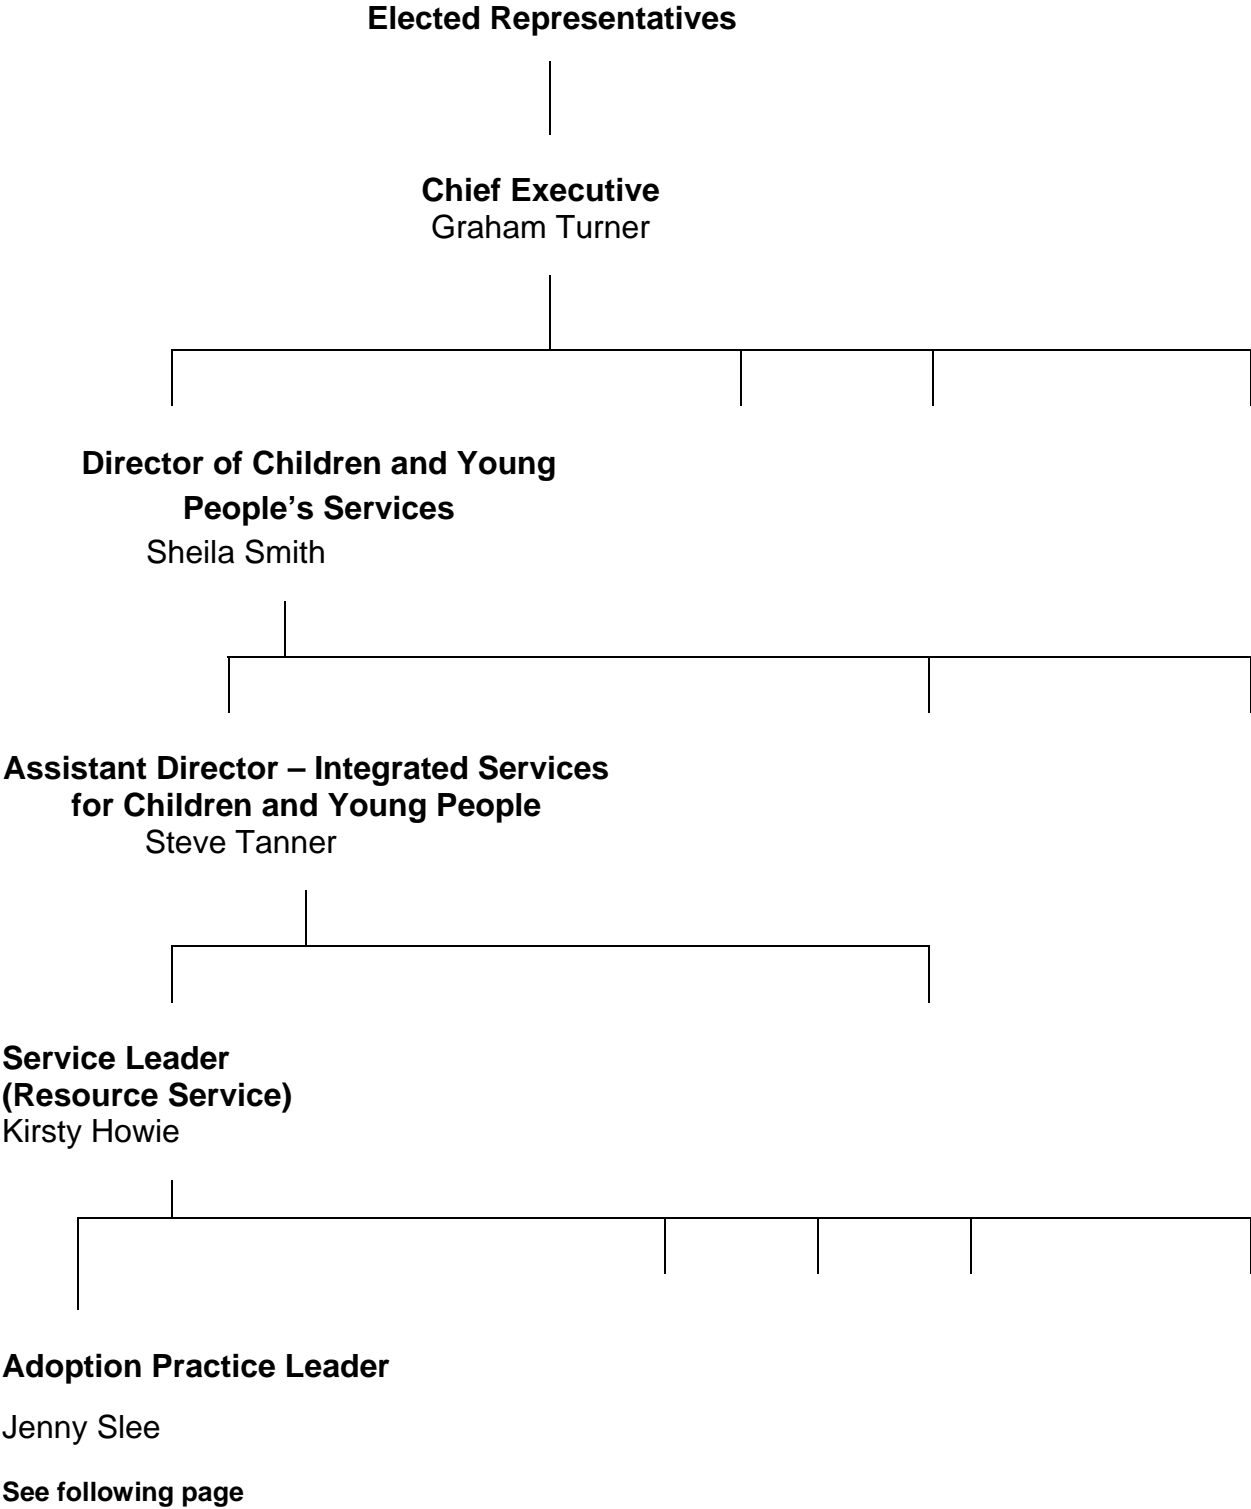 Elected Representatives
Chief Executive
Graham Turner
Director of Children and Young
People’s Services
Sheila Smith
Assistant Director – Integrated Services
for Children and Young People
Steve Tanner
Service Leader
(Resource Service)
Kirsty Howie
Adoption Practice Leader
Jenny Slee
See following page